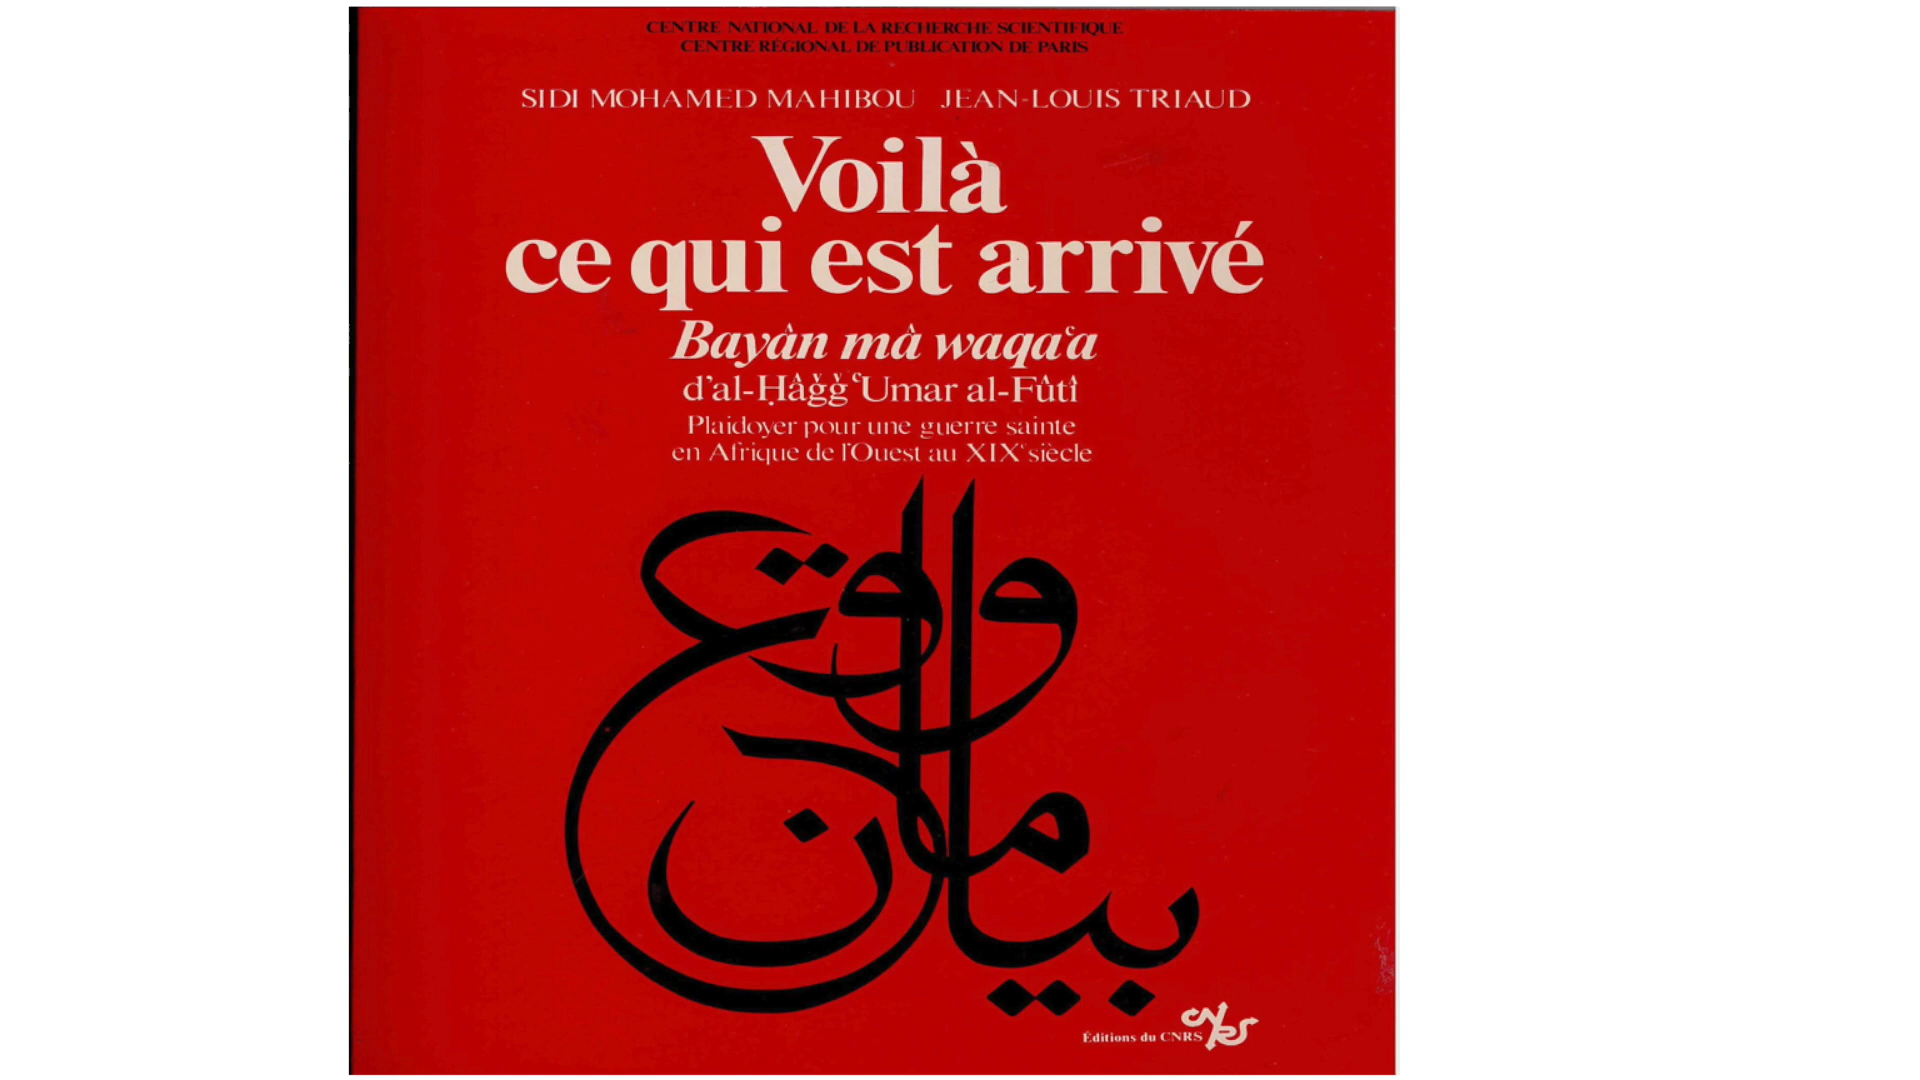 CENTRE NATIONAL DE LA RECHERCHE SCIENTIFIQUE
CENTRE RÉGIONAL DE PUBLICATION DE PARIS
SIDI MOHAMED MAHIBOU JEAN-LOUIS TRIAUD
Voilà
ce qui est arrivé
Bayân mâ waqaʿa
d'al-Ḥâǧǧ ʿUmar al-Fûtî
Plaidoyer pour une guerre sainte
en Afrique de l'Ouest au XIXᵉ siècle
بيان ما وقع
Éditions du CNRS
CNRS